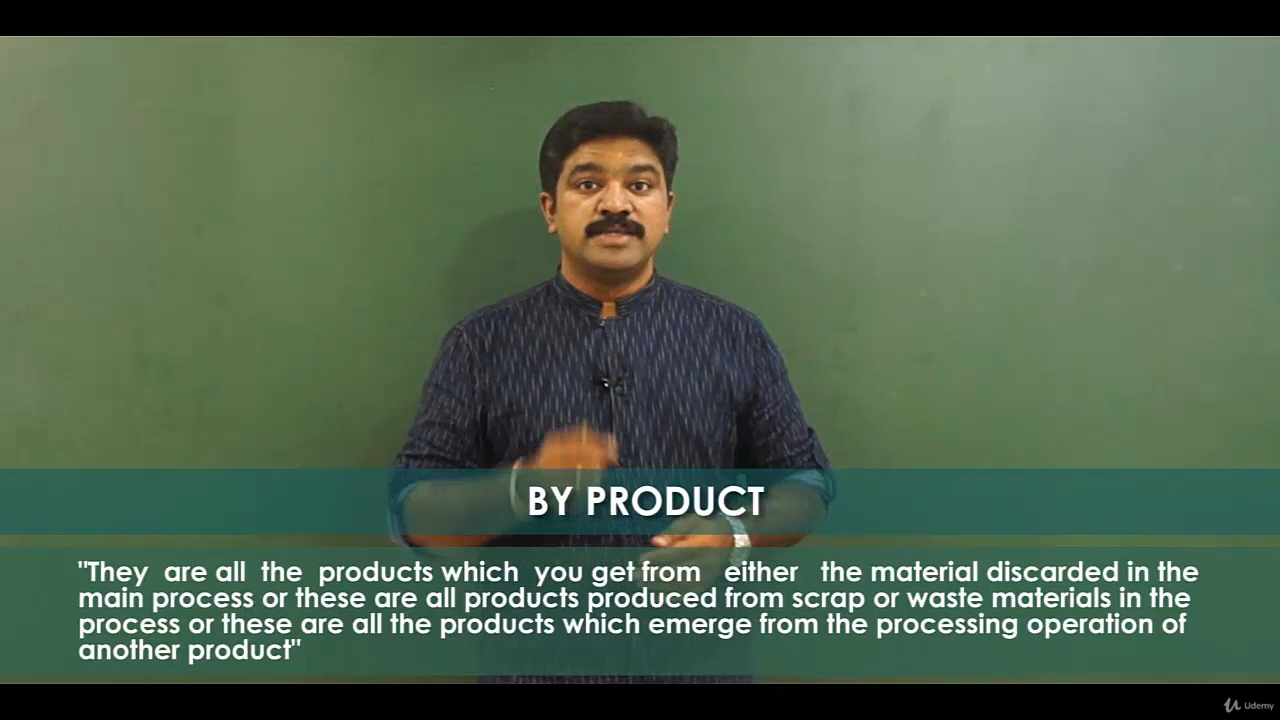 BY PRODUCT
"They are all the products which you get from either the material discarded in the
main process or these are all products produced from scrap or waste materials in the
process or these are all the products which emerge from the processing operation of
another product"
Udemy